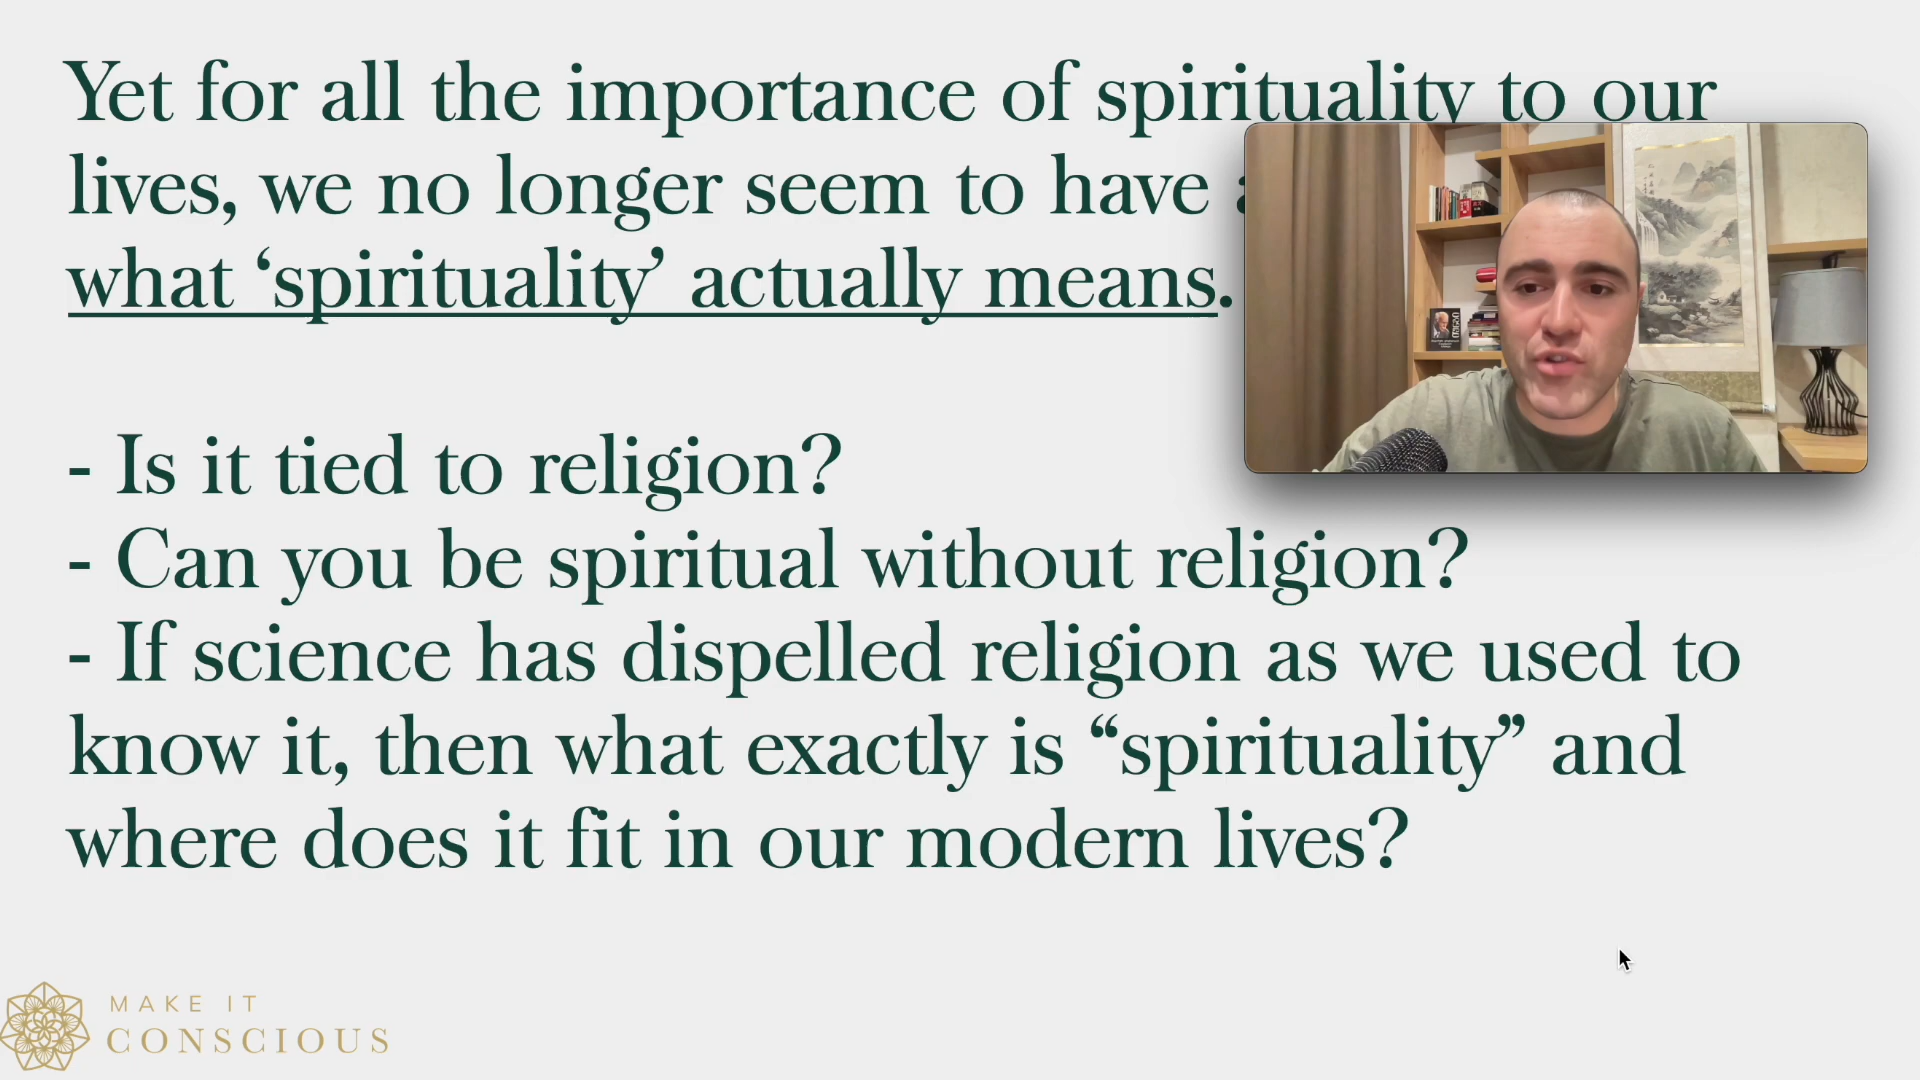 Yet for all the importance of spirituality to our
lives, we no longer seem to have
what ‘spirituality’ actually means.
- Is it tied to religion?
- Can you be spiritual without religion?
- If science has dispelled religion as we used to
know it, then what exactly is “spirituality” and
where does it fit in our modern lives?
MAKE IT
CONSCIOUS